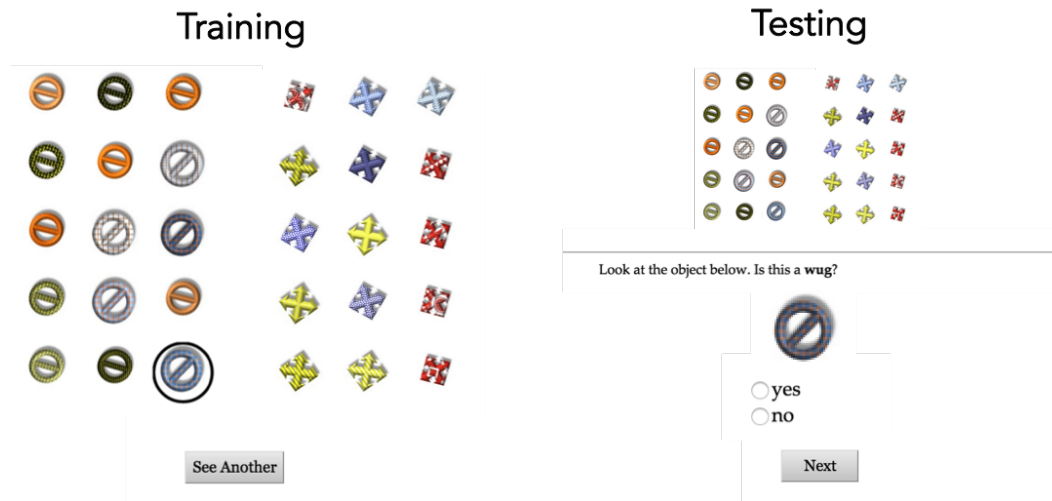 Training
Testing
Look at the object below. Is this a wug?
yes
no
See Another
Next